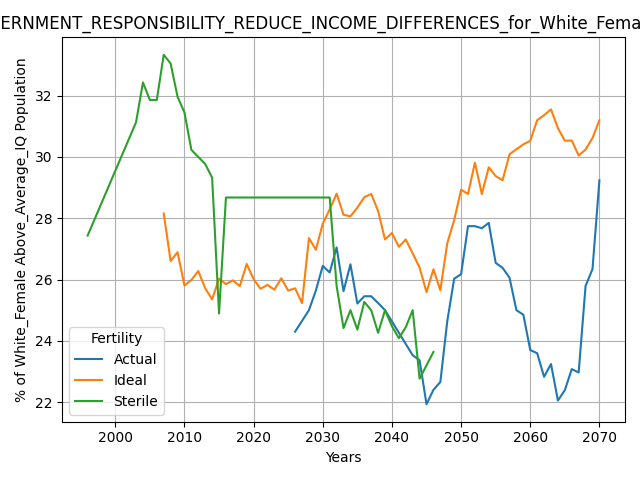 ERNMENT_RESPONSIBILITY_REDUCE_INCOME_DIFFERENCES_for_White_Fema
% of White_Female Above_Average_IQ Population
32
30
28
26
24
22
Fertility
Actual
Ideal
Sterile
2000 2010 2020 2030 2040 2050 2060 2070
Years